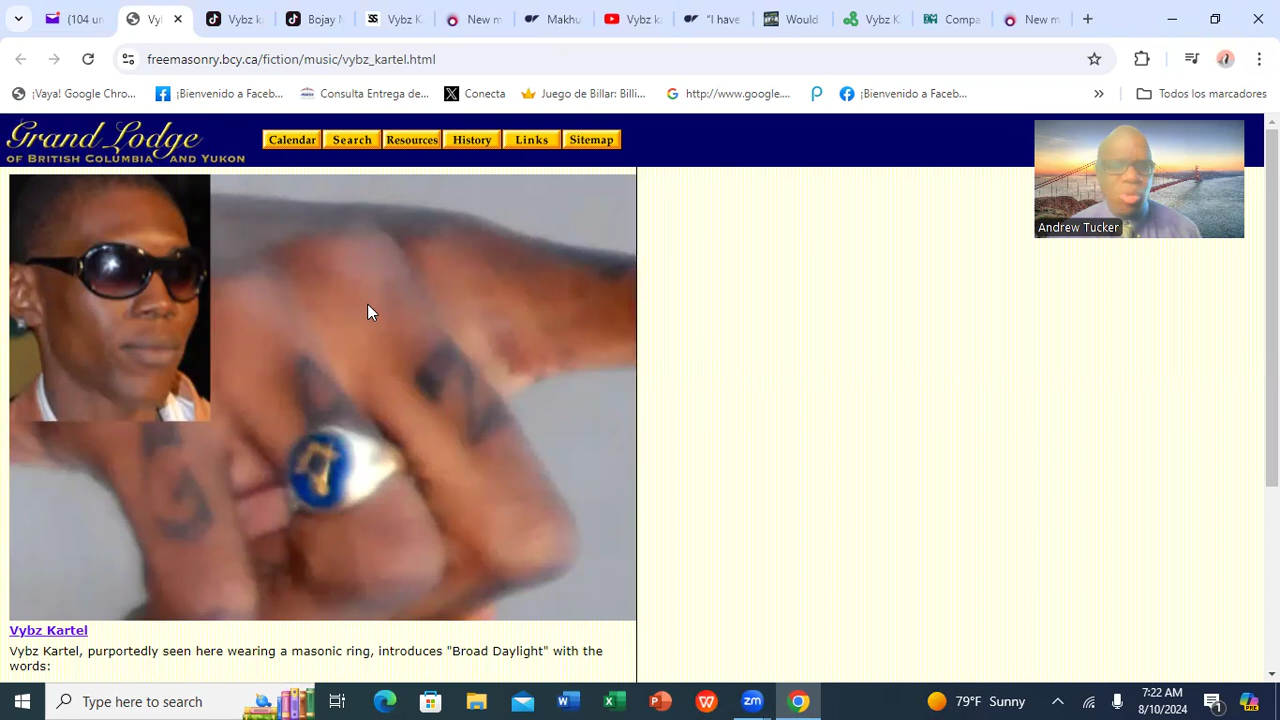 (104 un
Vyl
Vybz ka
Bojay I
Vybz K
New m
Makhu
Vybz k
"I have
Would
Vybz K
Compa
New m
freemasonry.bcy.ca/fiction/music/vybz_kartel.html
¡Vaya! Google Chro...
¡Bienvenido a Faceb...
Consulta Entrega de...
Conecta
Juego de Billar: Billi...
http://www.google....
¡Bienvenido a Faceb...
»
Todos los marcadores
Grand Lodge
OF BRITISH COLUMBIA AND YUKON
Calendar
Search
Resources
History
Links
Sitemap
Andrew Tucker
Vybz Kartel
Vybz Kartel, purportedly seen here wearing a masonic ring, introduces "Broad Daylight" with the
words:
Type here to search
79°F Sunny
7:22 AM
8/10/2024